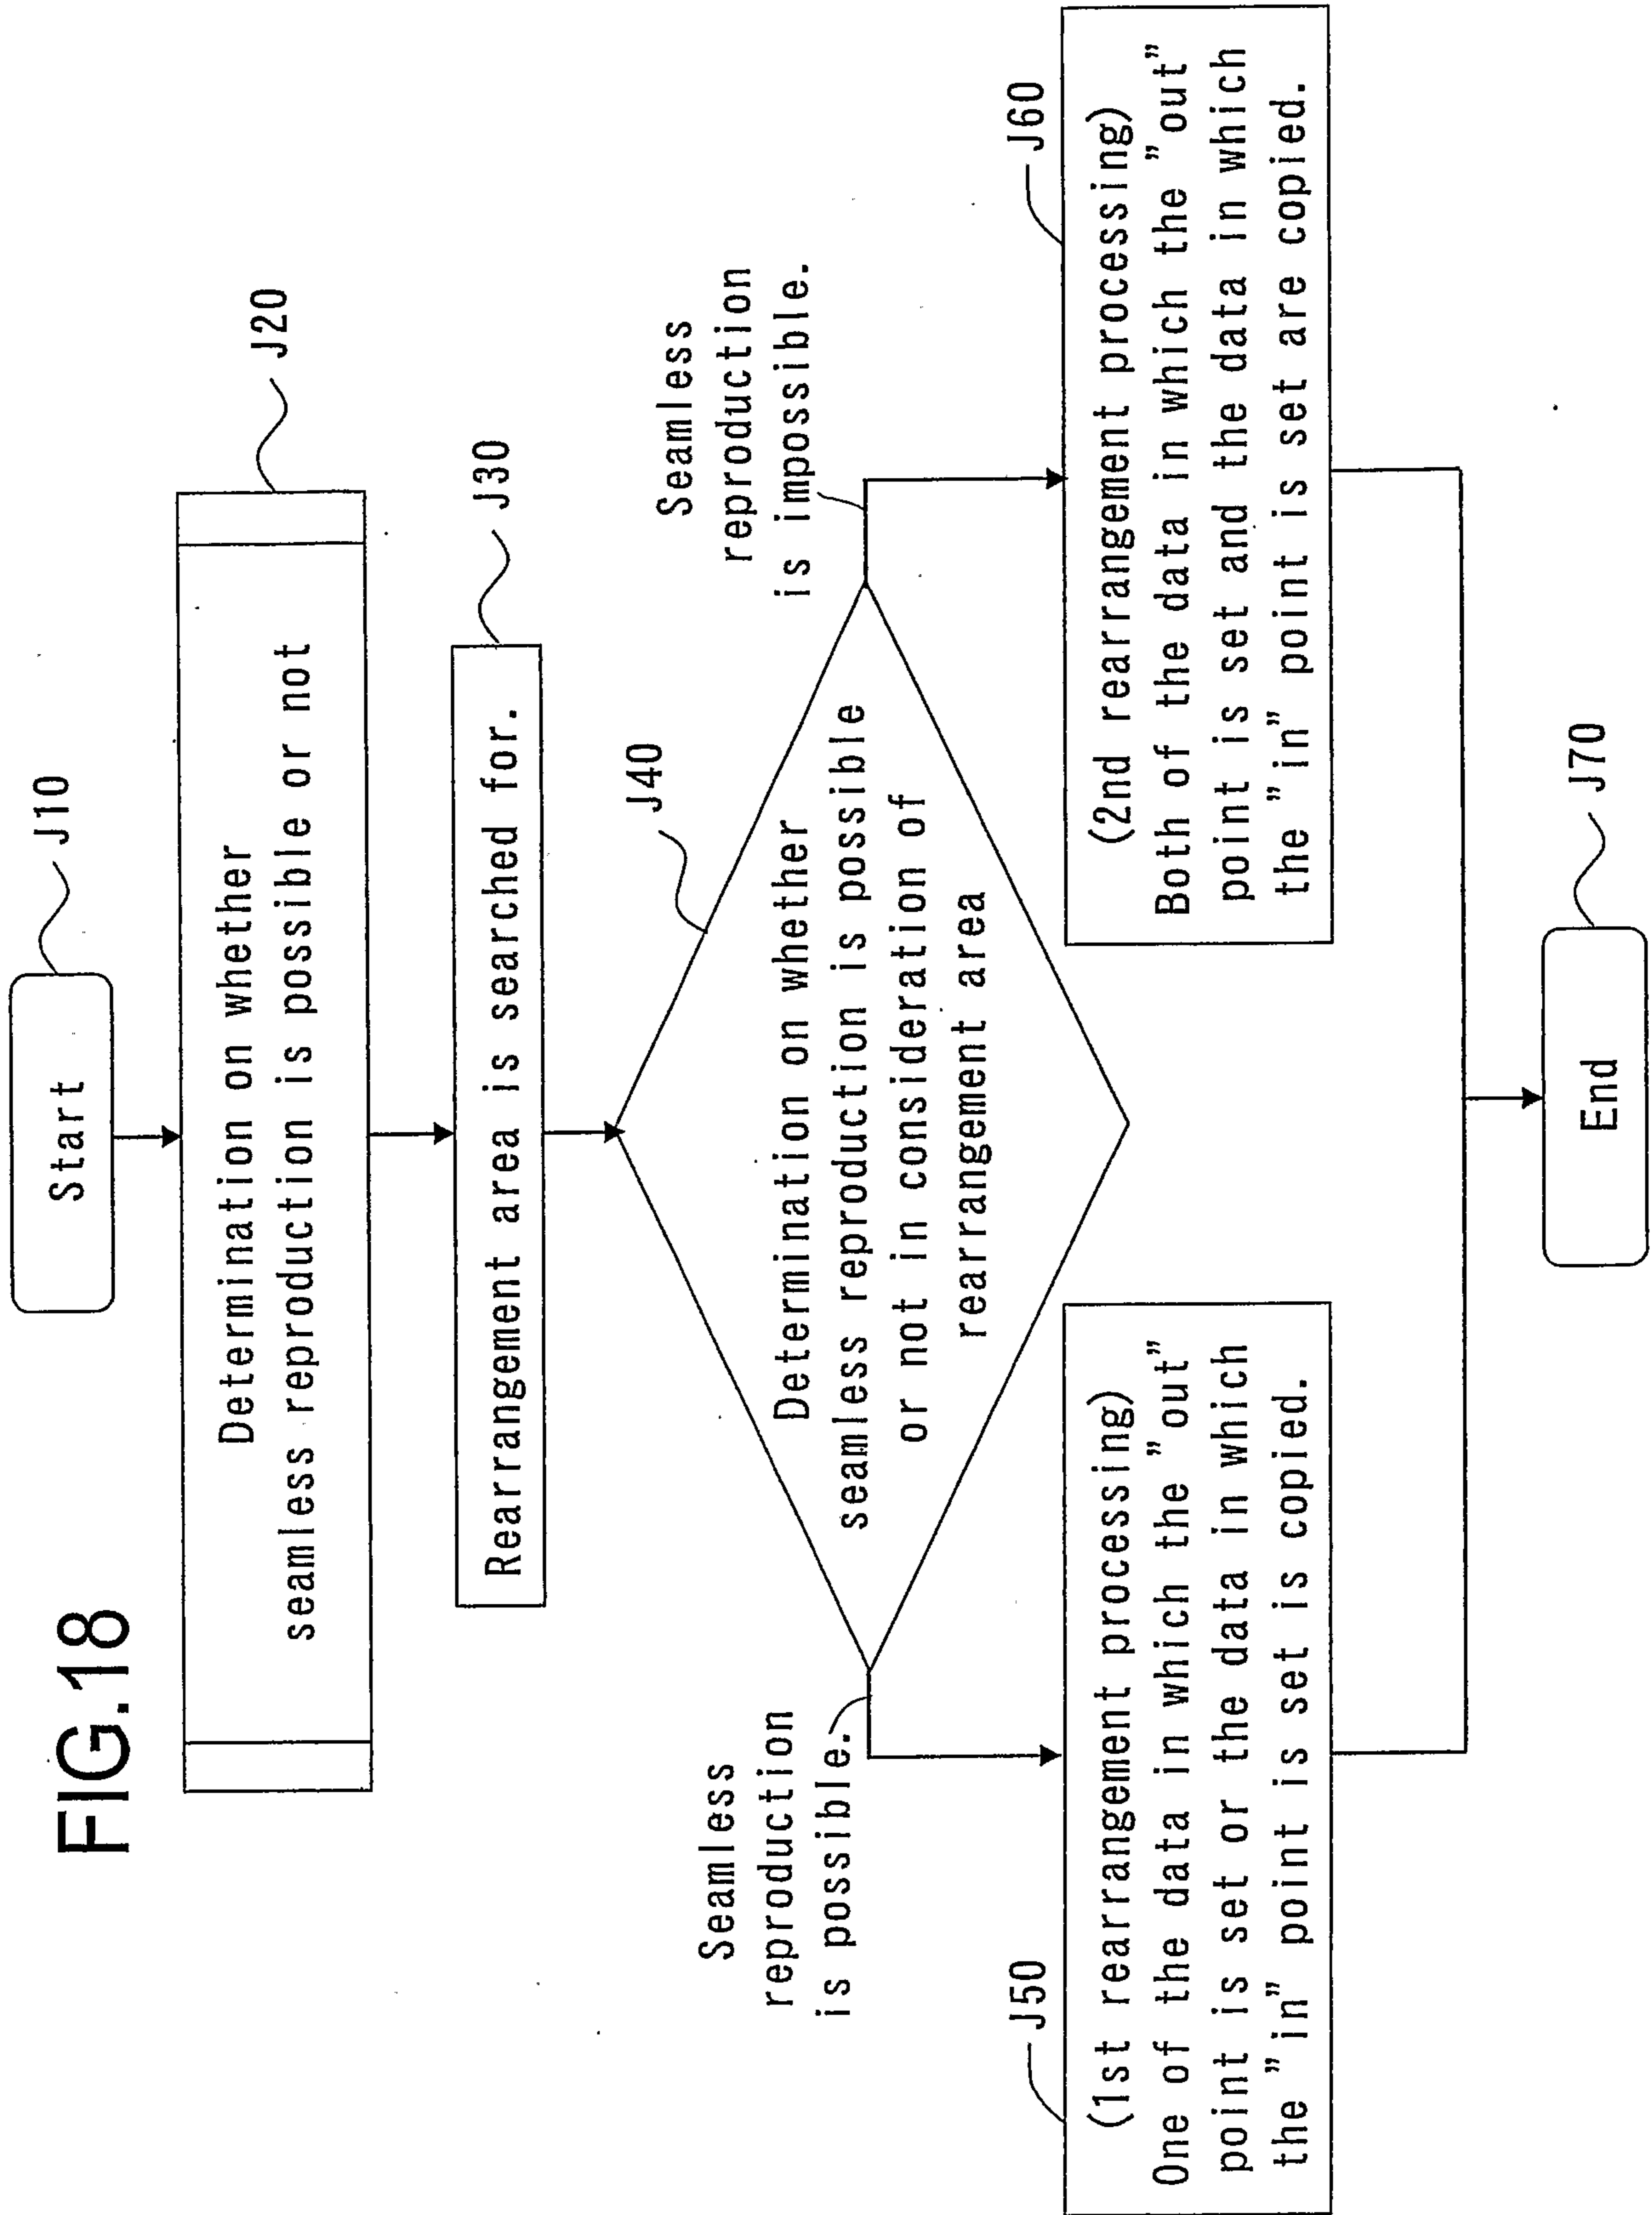 FIG.18
Start
J10
Determination on whether
seamless reproduction is possible or not
J20
Rearrangement area is searched for.
J30
Determination on whether
seamless reproduction is possible
or not in consideration of
rearrangement area
J40
Seamless
reproduction
is possible.
Seamless
reproduction
is impossible.
J50
(1st rearrangement processing)
One of the data in which the "out"
point is set or the data in which
the "in" point is set is copied.
J60
(2nd rearrangement processing)
Both of the data in which the "out"
point is set and the data in which
the "in" point is set are copied.
End
J70